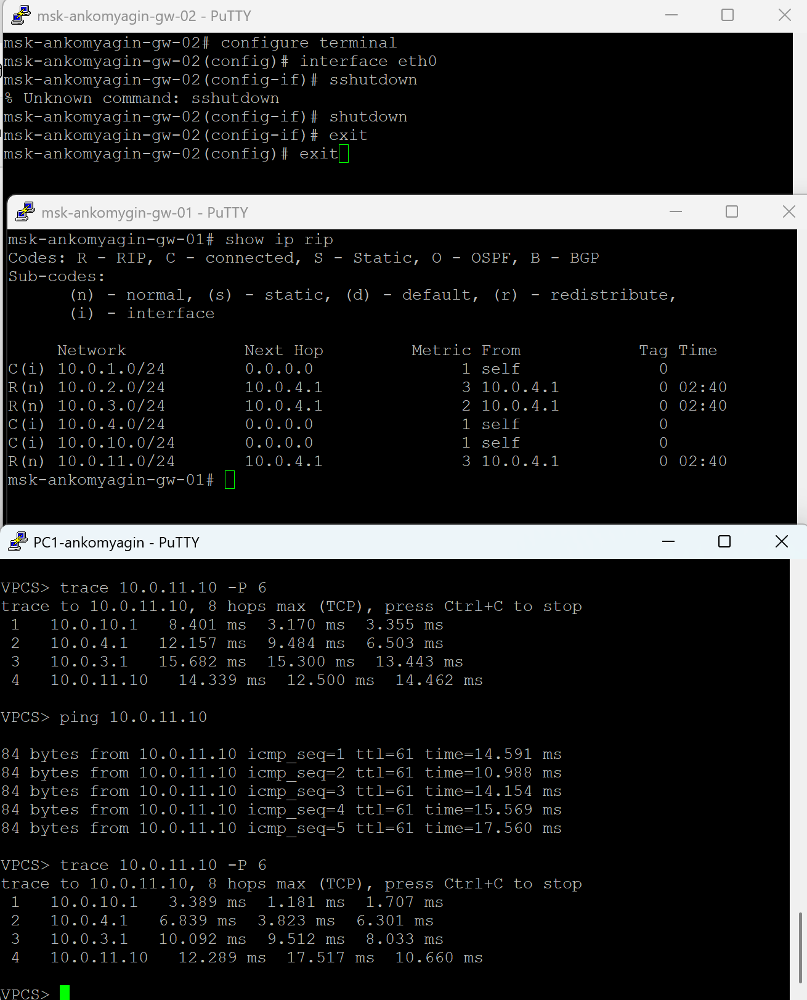 msk-ankomyagin-gw-02 - PuTTY
msk-ankomyagin-gw-02# configure terminal
msk-ankomyagin-gw-02(config)# interface eth0
msk-ankomyagin-gw-02(config-if)# sshutdown
% Unknown command: sshutdown
msk-ankomyagin-gw-02(config-if)# shutdown
msk-ankomyagin-gw-02(config-if)# exit
msk-ankomyagin-gw-02(config)# exit
msk-ankomygin-gw-01 - PuTTY
msk-ankomyagin-gw-01# show ip rip
Codes: R - RIP, C - connected, S - Static, O - OSPF, B - BGP
Sub-codes:
(n) - normal, (s) - static, (d) - default, (r) - redistribute,
(i) - interface
Network Next Hop Metric From Tag Time
C(i) 10.0.1.0/24 0.0.0.0 1 self 0
R(n) 10.0.2.0/24 10.0.4.1 3 10.0.4.1 0 02:40
R(n) 10.0.3.0/24 10.0.4.1 2 10.0.4.1 0 02:40
C(i) 10.0.4.0/24 0.0.0.0 1 self 0
C(i) 10.0.10.0/24 0.0.0.0 1 self 0
R(n) 10.0.11.0/24 10.0.4.1 3 10.0.4.1 0 02:40
msk-ankomyagin-gw-01#
PC1-ankomyagin - PuTTY
VPCS> trace 10.0.11.10 -P 6
trace to 10.0.11.10, 8 hops max (TCP), press Ctrl+C to stop
1 10.0.10.1 8.401 ms 3.170 ms 3.355 ms
2 10.0.4.1 12.157 ms 9.484 ms 6.503 ms
3 10.0.3.1 15.682 ms 15.300 ms 13.443 ms
4 10.0.11.10 14.339 ms 12.500 ms 14.462 ms
VPCS> ping 10.0.11.10
84 bytes from 10.0.11.10 icmp_seq=1 ttl=61 time=14.591 ms
84 bytes from 10.0.11.10 icmp_seq=2 ttl=61 time=10.988 ms
84 bytes from 10.0.11.10 icmp_seq=3 ttl=61 time=14.154 ms
84 bytes from 10.0.11.10 icmp_seq=4 ttl=61 time=15.569 ms
84 bytes from 10.0.11.10 icmp_seq=5 ttl=61 time=17.560 ms
VPCS> trace 10.0.11.10 -P 6
trace to 10.0.11.10, 8 hops max (TCP), press Ctrl+C to stop
1 10.0.10.1 3.389 ms 1.181 ms 1.707 ms
2 10.0.4.1 6.839 ms 3.823 ms 6.301 ms
3 10.0.3.1 10.092 ms 9.512 ms 8.033 ms
4 10.0.11.10 12.289 ms 17.517 ms 10.660 ms
VPCS>